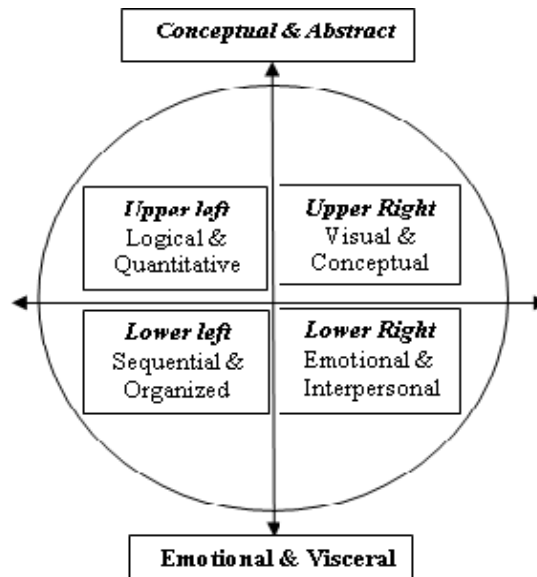 Conceptual & Abstract
Upper left
Logical &
Quantitative
Upper Right
Visual &
Conceptual
Lower left
Sequential &
Organized
Lower Right
Emotional &
Interpersonal
Emotional & Visceral